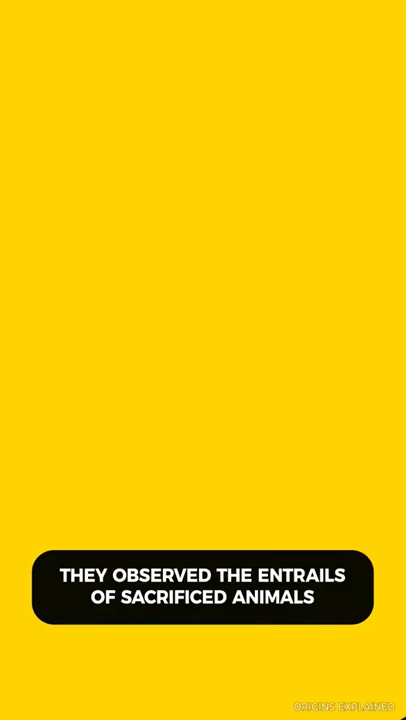 THEY OBSERVED THE ENTRAILS
OF SACRIFICED ANIMALS
ORIGINS EXPLAINED